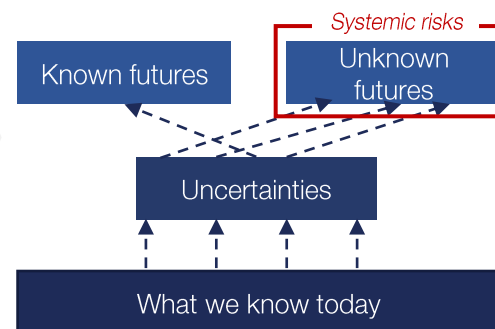 Systemic risks
Known futures
Unknown
futures
Uncertainties
What we know today